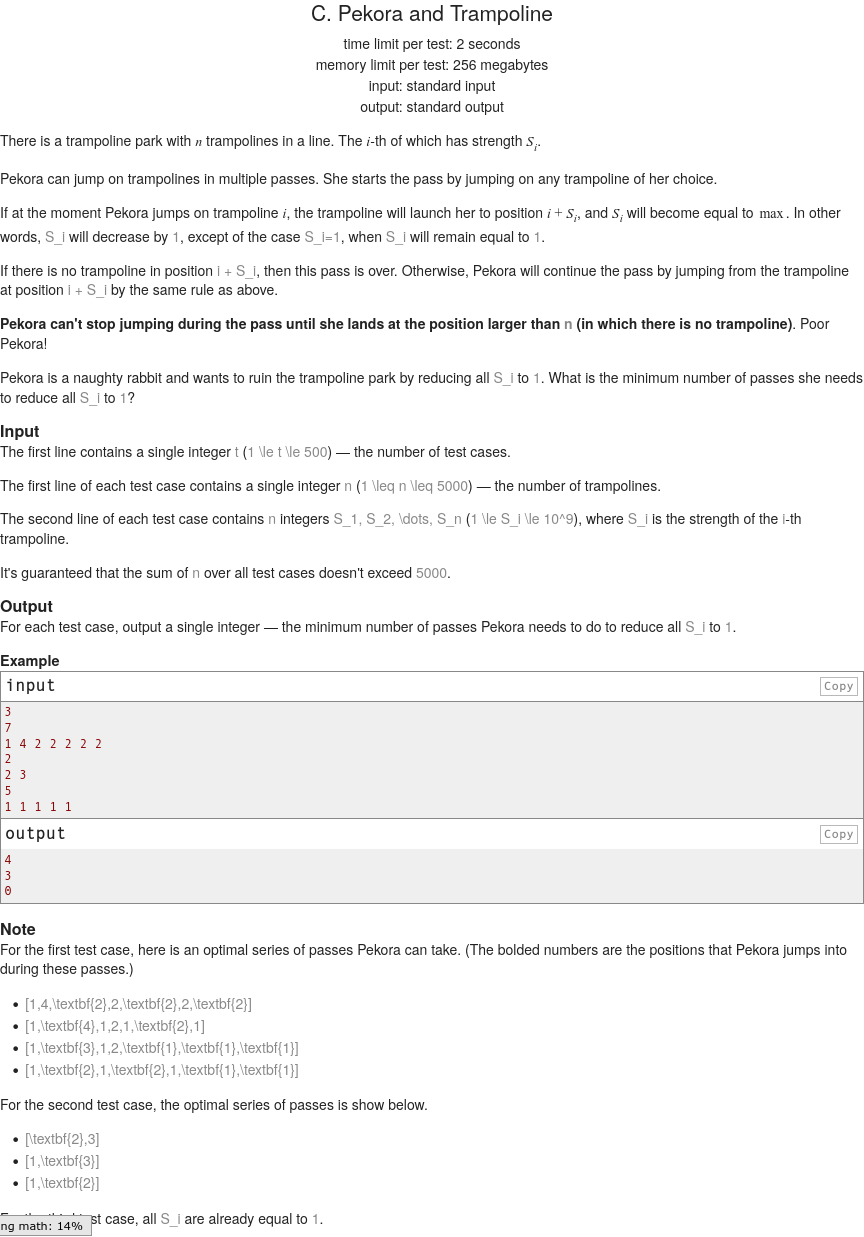 C. Pekora and Trampoline
time limit per test: 2 seconds
memory limit per test: 256 megabytes
input: standard input
output: standard output
There is a trampoline park with n trampolines in a line. The i-th of which has strength S_i.
Pekora can jump on trampolines in multiple passes. She starts the pass by jumping on any trampoline of her choice.
If at the moment Pekora jumps on trampoline i, the trampoline will launch her to position i + S_i, and S_i will become equal to max. In other
words, S_i will decrease by 1, except of the case S_i=1, when S_i will remain equal to 1.
If there is no trampoline in position i + S_i, then this pass is over. Otherwise, Pekora will continue the pass by jumping from the trampoline
at position i + S_i by the same rule as above.
Pekora can't stop jumping during the pass until she lands at the position larger than n (in which there is no trampoline). Poor
Pekora!
Pekora is a naughty rabbit and wants to ruin the trampoline park by reducing all S_i to 1. What is the minimum number of passes she needs
to reduce all S_i to 1?
Input
The first line contains a single integer t (1 \le t \le 500) — the number of test cases.
The first line of each test case contains a single integer n (1 \leq n \leq 5000) — the number of trampolines.
The second line of each test case contains n integers S_1, S_2, \dots, S_n (1 \le S_i \le 10^9), where S_i is the strength of the i-th
trampoline.
It's guaranteed that the sum of n over all test cases doesn't exceed 5000.
Output
For each test case, output a single integer — the minimum number of passes Pekora needs to do to reduce all S_i to 1.
Example
input
Copy
3
7
1 4 2 2 2 2 2
2
2 3
5
1 1 1 1 1
output
Copy
4
3
0
Note
For the first test case, here is an optimal series of passes Pekora can take. (The bolded numbers are the positions that Pekora jumps into
during these passes.)
• [1,4,\textbf{2},2,\textbf{2},2,\textbf{2}]
• [1,\textbf{4},1,2,1,\textbf{2},1]
• [1,\textbf{3},1,2,\textbf{1},\textbf{1},\textbf{1}]
• [1,\textbf{2},1,\textbf{2},1,\textbf{1},\textbf{1}]
For the second test case, the optimal series of passes is show below.
• [\textbf{2},3]
• [1,\textbf{3}]
• [1,\textbf{2}]
test case, all S_i are already equal to 1.
ng math: 14%